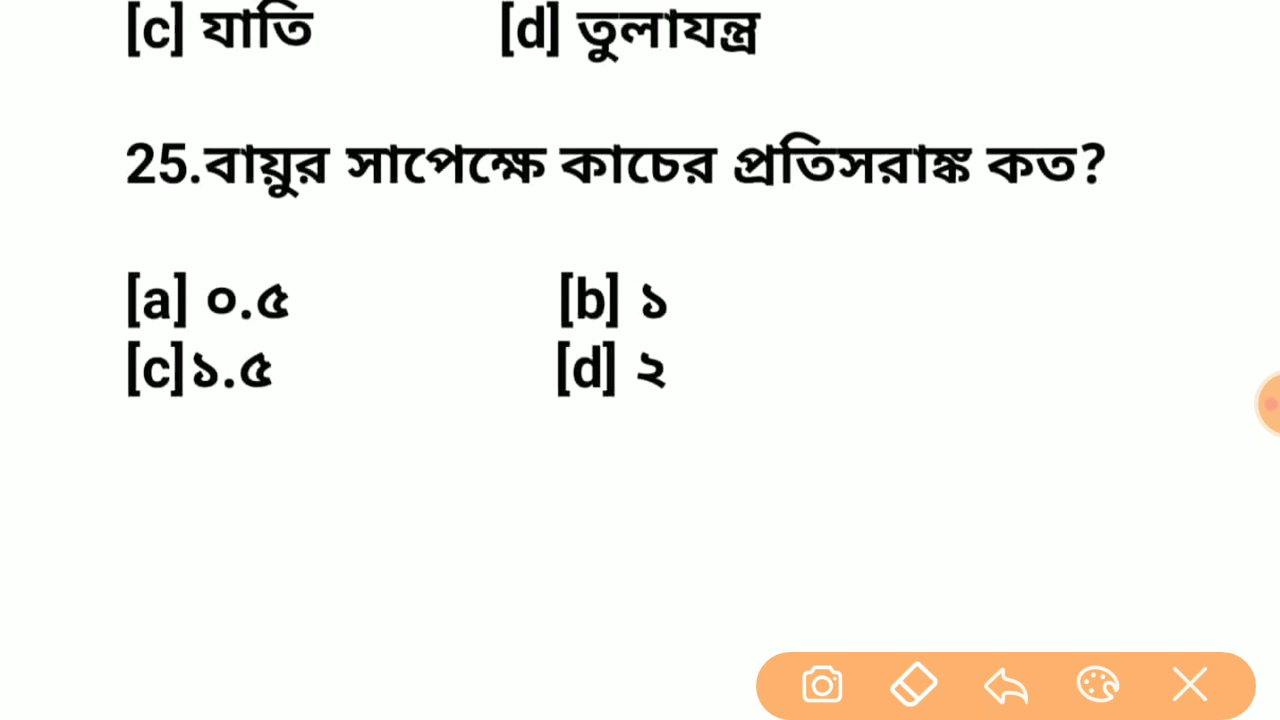 [c] যাতি [d] তুলাযন্ত্র
25.বায়ুর সাপেক্ষে কাচের প্রতিসরাঙ্ক কত?
[a] ০.৫ [b] ১
[c]১.৫ [d] ২